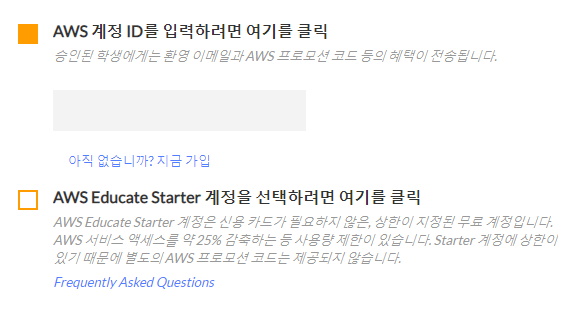 AWS 계정 ID를 입력하려면 여기를 클릭
승인된 학생에게는 환영 이메일과 AWS 프로모션 코드 등의 혜택이 전송됩니다.
아직 없습니까? 지금 가입
AWS Educate Starter 계정을 선택하려면 여기를 클릭
AWS Educate Starter 계정은 신용 카드가 필요하지 않은, 상한이 지정된 무료 계정입니다.
AWS 서비스 액세스를 약 25% 감축하는 등 사용량 제한이 있습니다. Starter 계정에 상한이
있기 때문에 별도의 AWS 프로모션 코드는 제공되지 않습니다.
Frequently Asked Questions